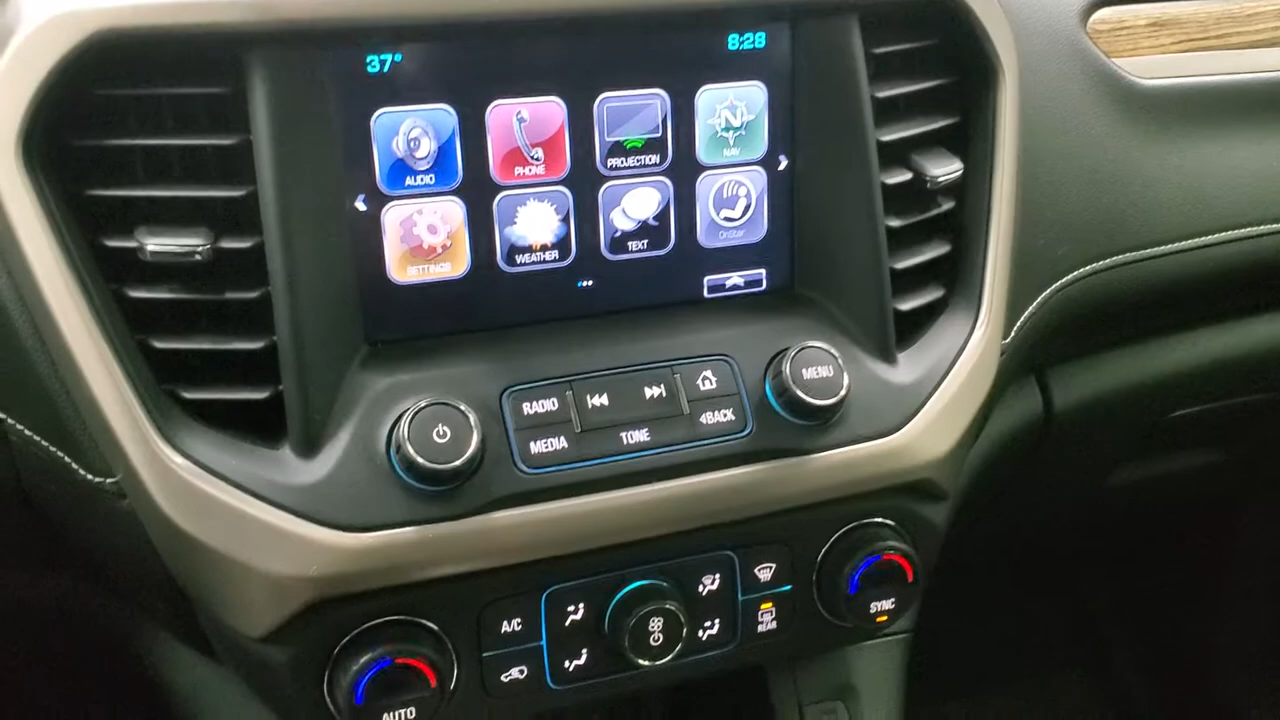 37°
8:28
AUDIO
PHONE
PROJECTION
N
NAV
SETTINGS
WEATHER
TEXT
OnStar
RADIO
MEDIA
TONE
BACK
MENU
A/C
REAR
SYNC
AUTO